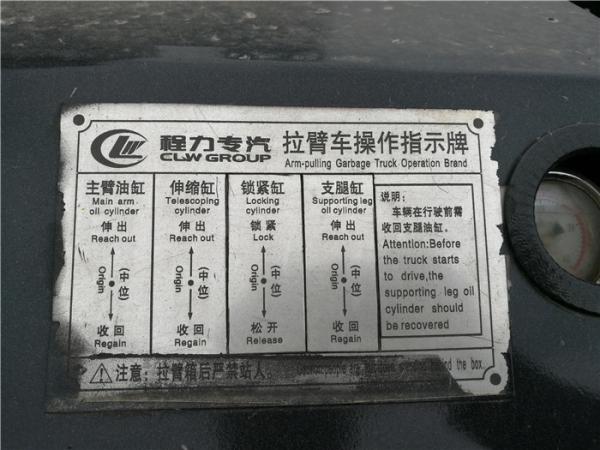 CLW 程力专汽 拉臂车操作指示牌
CLW GROUP Arm-pulling Garbage Truck Operation Brand
主臂油缸
Main arm
oil cylinder
伸出
Reach out
(中位)
Origin
收回
Regain
伸缩缸
Telescoping
cylinder
伸出
Reach out
(中位)
Origin
收回
Regain
锁紧缸
Locking
cylinder
锁紧
Lock
(中位)
Origin
松开
Release
支腿缸
Supporting leg
oil cylinder
伸出
Reach out
(中位)
Origin
收回
Regain
说明:
车辆在行驶前需
收回支腿油缸。
Attention:Before
the truck starts
to drive,the
supporting leg oil
cylinder should
be recovered
注意: 拉臂箱后严禁站人。
people are behind the box.